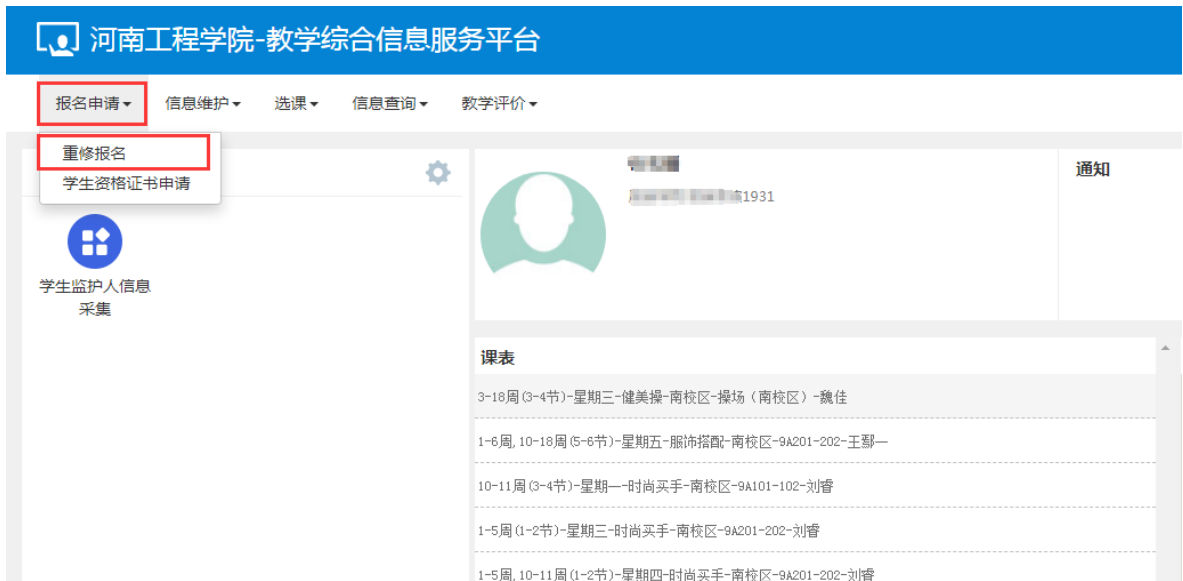 河南工程学院-教学综合信息服务平台
报名申请 信息维护 选课 信息查询 教学评价
重修报名
学生资格证书申请
学生监护人信息
采集
1931
通知
课表
3-18周(3-4节)-星期三-健美操-南校区-操场（南校区）-魏佳
1-6周,10-18周(5-6节)-星期五-服饰搭配-南校区-9A201-202-王鄢一
10-11周(3-4节)-星期一-时尚买手-南校区-9A101-102-刘睿
1-5周(1-2节)-星期三-时尚买手-南校区-9A201-202-刘睿
1-5周,10-11周(1-2节)-星期四-时尚买手-南校区-9A201-202-刘睿